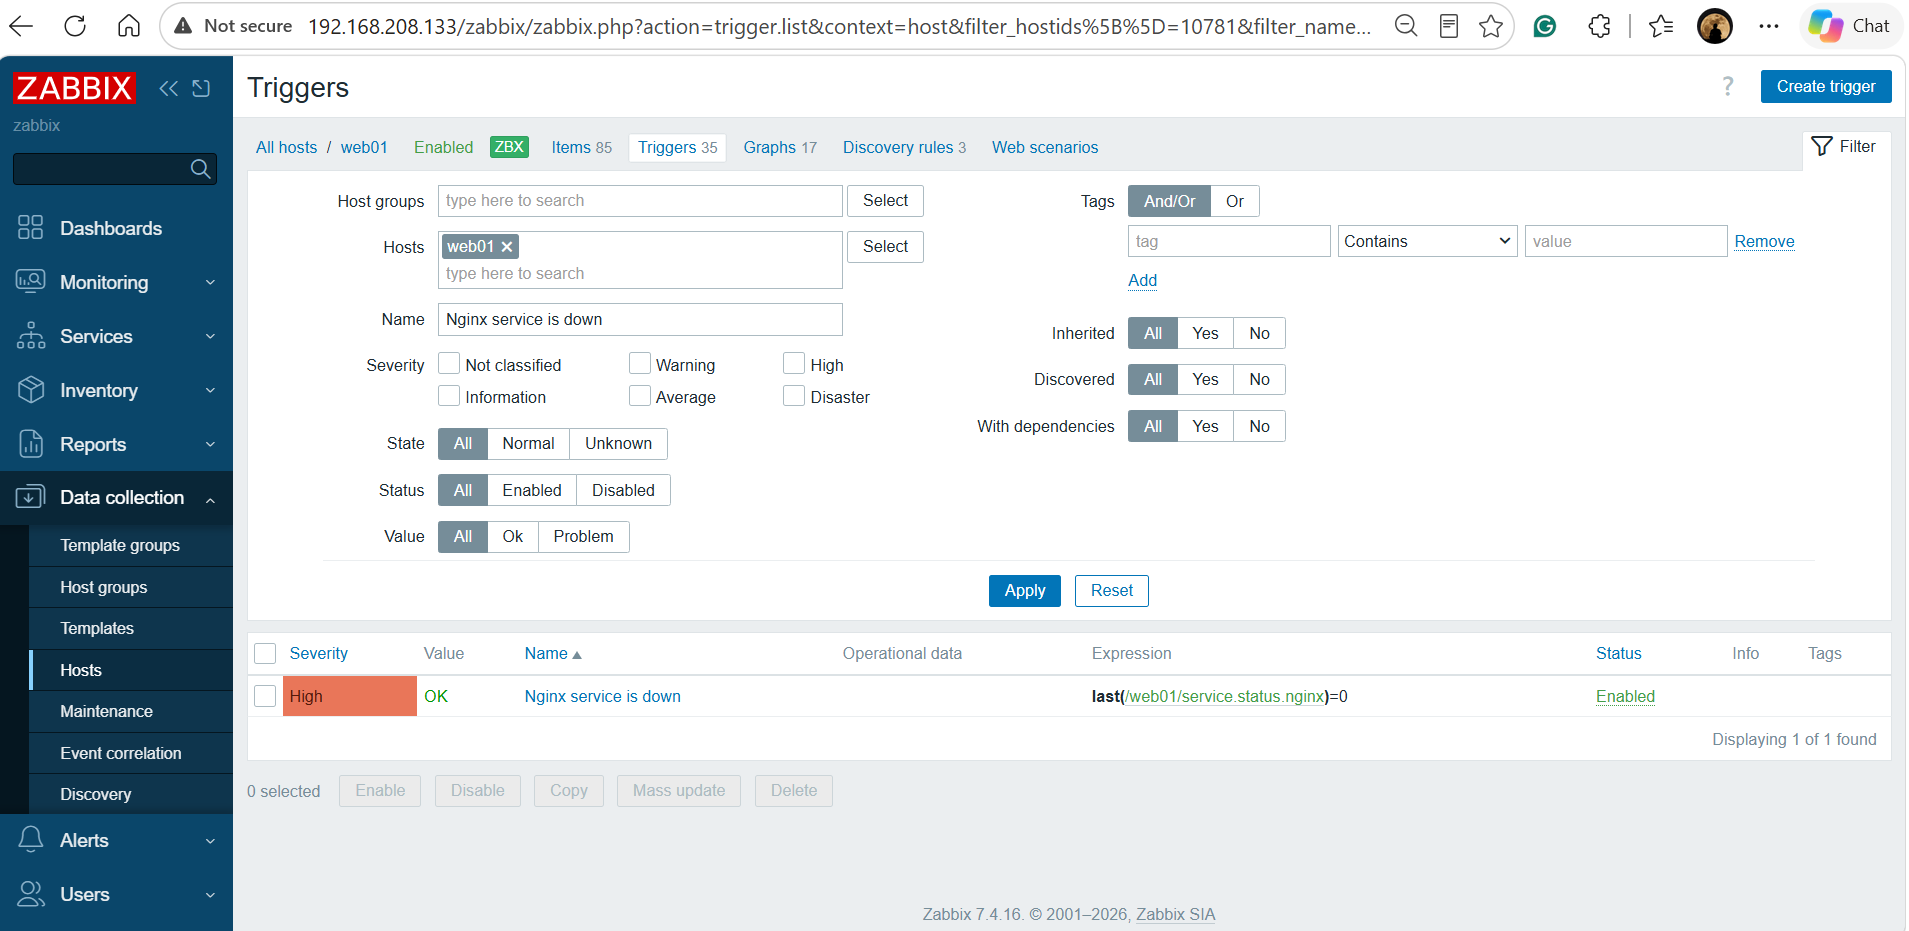 Not secure 192.168.208.133/zabbix/zabbix.php?action=trigger.list&context=host&filter_hostids%5B%5D=10781&filter_name... Chat
ZABBIX
zabbix
Dashboards
Monitoring
Services
Inventory
Reports
Data collection
Template groups
Host groups
Templates
Hosts
Maintenance
Event correlation
Discovery
Alerts
Users
Triggers ? Create trigger
All hosts / web01 Enabled ZBX Items 85 Triggers 35 Graphs 17 Discovery rules 3 Web scenarios Filter
Host groups type here to search Select
Hosts web01 Select
type here to search
Name Nginx service is down
Severity Not classified Warning High
Information Average Disaster
State All Normal Unknown
Status All Enabled Disabled
Value All Ok Problem
Tags And/Or Or
tag Contains value Remove
Add
Inherited All Yes No
Discovered All Yes No
With dependencies All Yes No
Apply Reset
Severity Value Name Operational data Expression Status Info Tags
High OK Nginx service is down last(/web01/service.status.nginx)=0 Enabled
Displaying 1 of 1 found
0 selected Enable Disable Copy Mass update Delete
Zabbix 7.4.16. © 2001–2026, Zabbix SIA